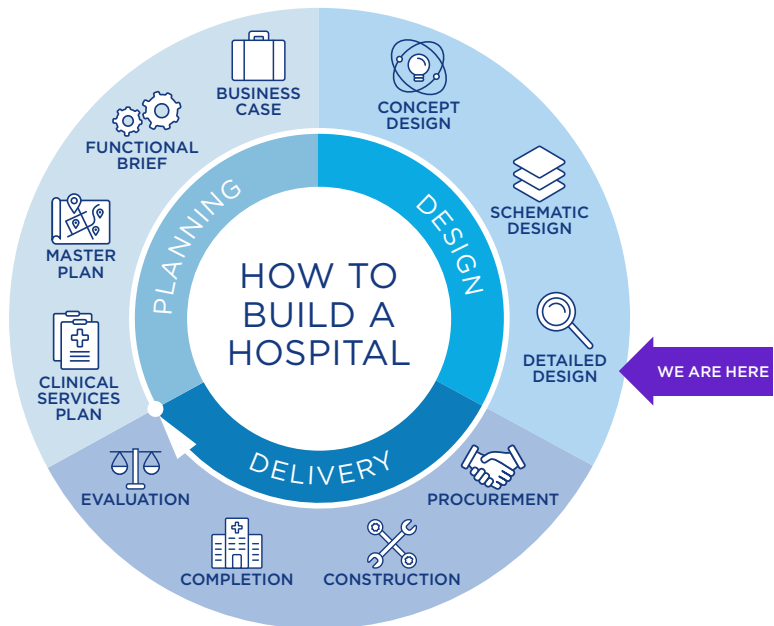 HOW TO
BUILD A
HOSPITAL
PLANNING
CLINICAL
SERVICES
PLAN
MASTER
PLAN
FUNCTIONAL
BRIEF
BUSINESS
CASE
DESIGN
CONCEPT
DESIGN
SCHEMATIC
DESIGN
DETAILED
DESIGN
WE ARE HERE
DELIVERY
PROCUREMENT
CONSTRUCTION
COMPLETION
EVALUATION